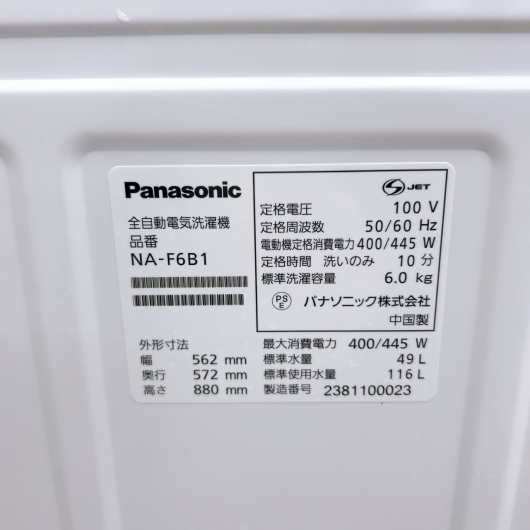 Panasonic
全自動電気洗濯機
品番
NA-F6B1
S JET
定格電圧 100 V
定格周波数 50/60 Hz
電動機定格消費電力 400/445 W
定格時間 洗いのみ 10 分
標準洗濯容量 6.0 kg
PS E パナソニック株式会社
中国製
外形寸法
幅 562 mm
奥行 572 mm
高さ 880 mm
最大消費電力 400/445 W
標準水量 49 L
標準使用水量 116 L
製造番号 2381100023